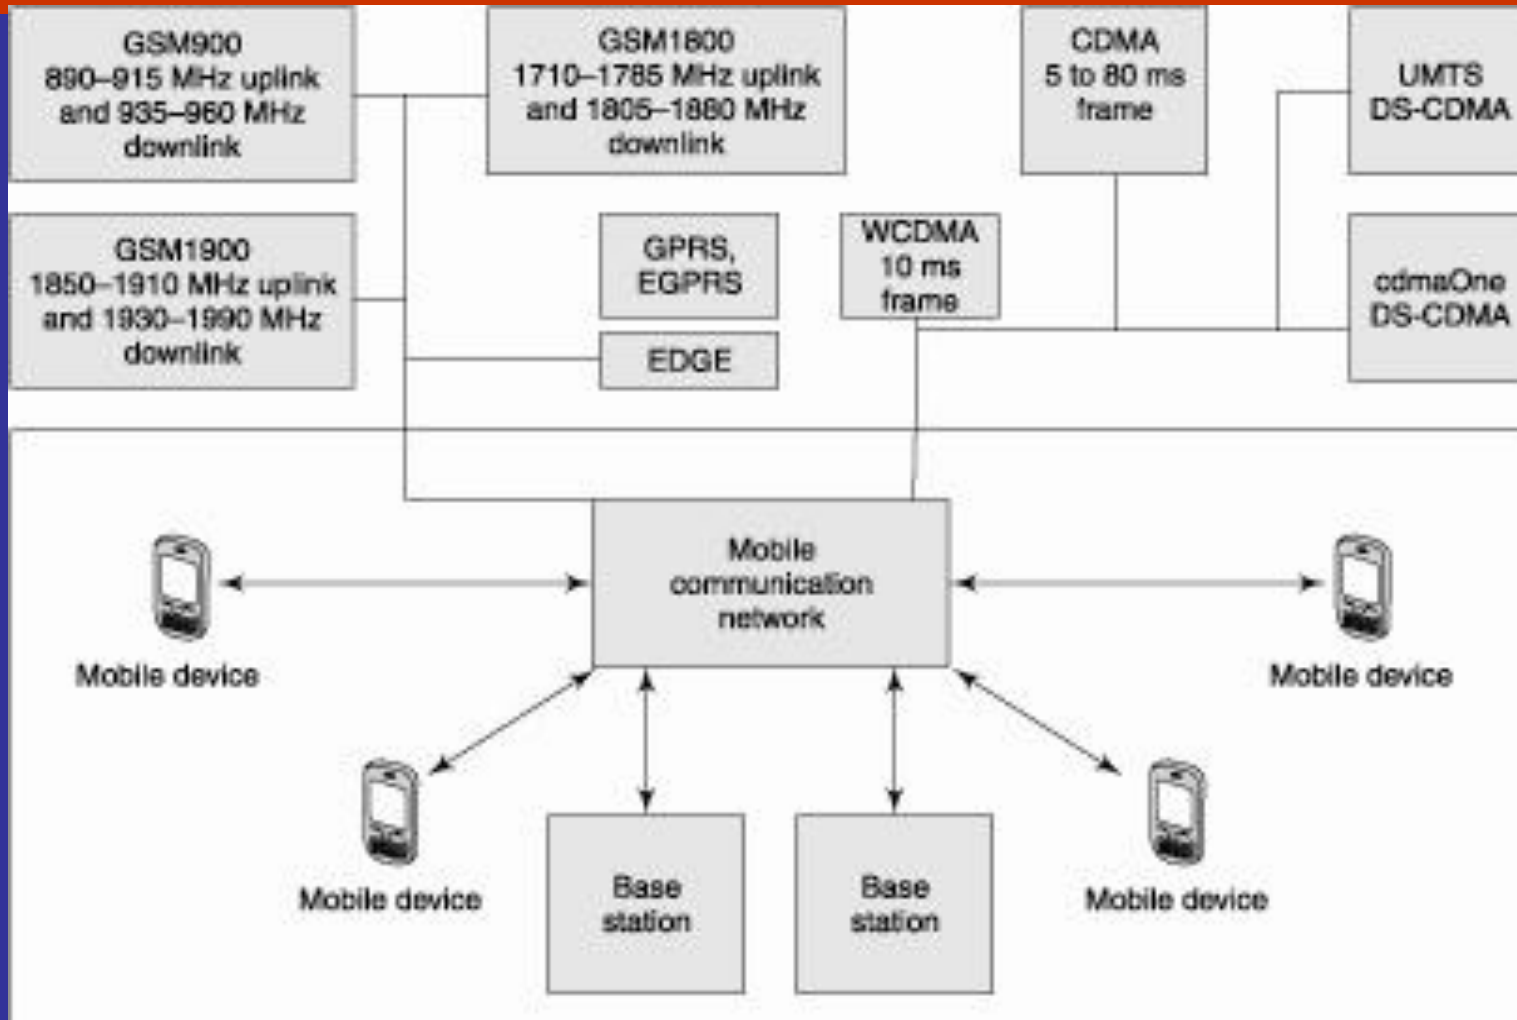 GSM900
890–915 MHz uplink
and 935–960 MHz
downlink
GSM1800
1710–1785 MHz uplink
and 1805–1880 MHz
downlink
CDMA
5 to 80 ms
frame
UMTS
DS-CDMA
GSM1900
1850–1910 MHz uplink
and 1930–1990 MHz
downlink
GPRS,
EGPRS
EDGE
WCDMA
10 ms
frame
cdmaOne
DS-CDMA
Mobile
communication
network
Mobile device
Mobile device
Mobile device
Base
station
Base
station
Mobile device